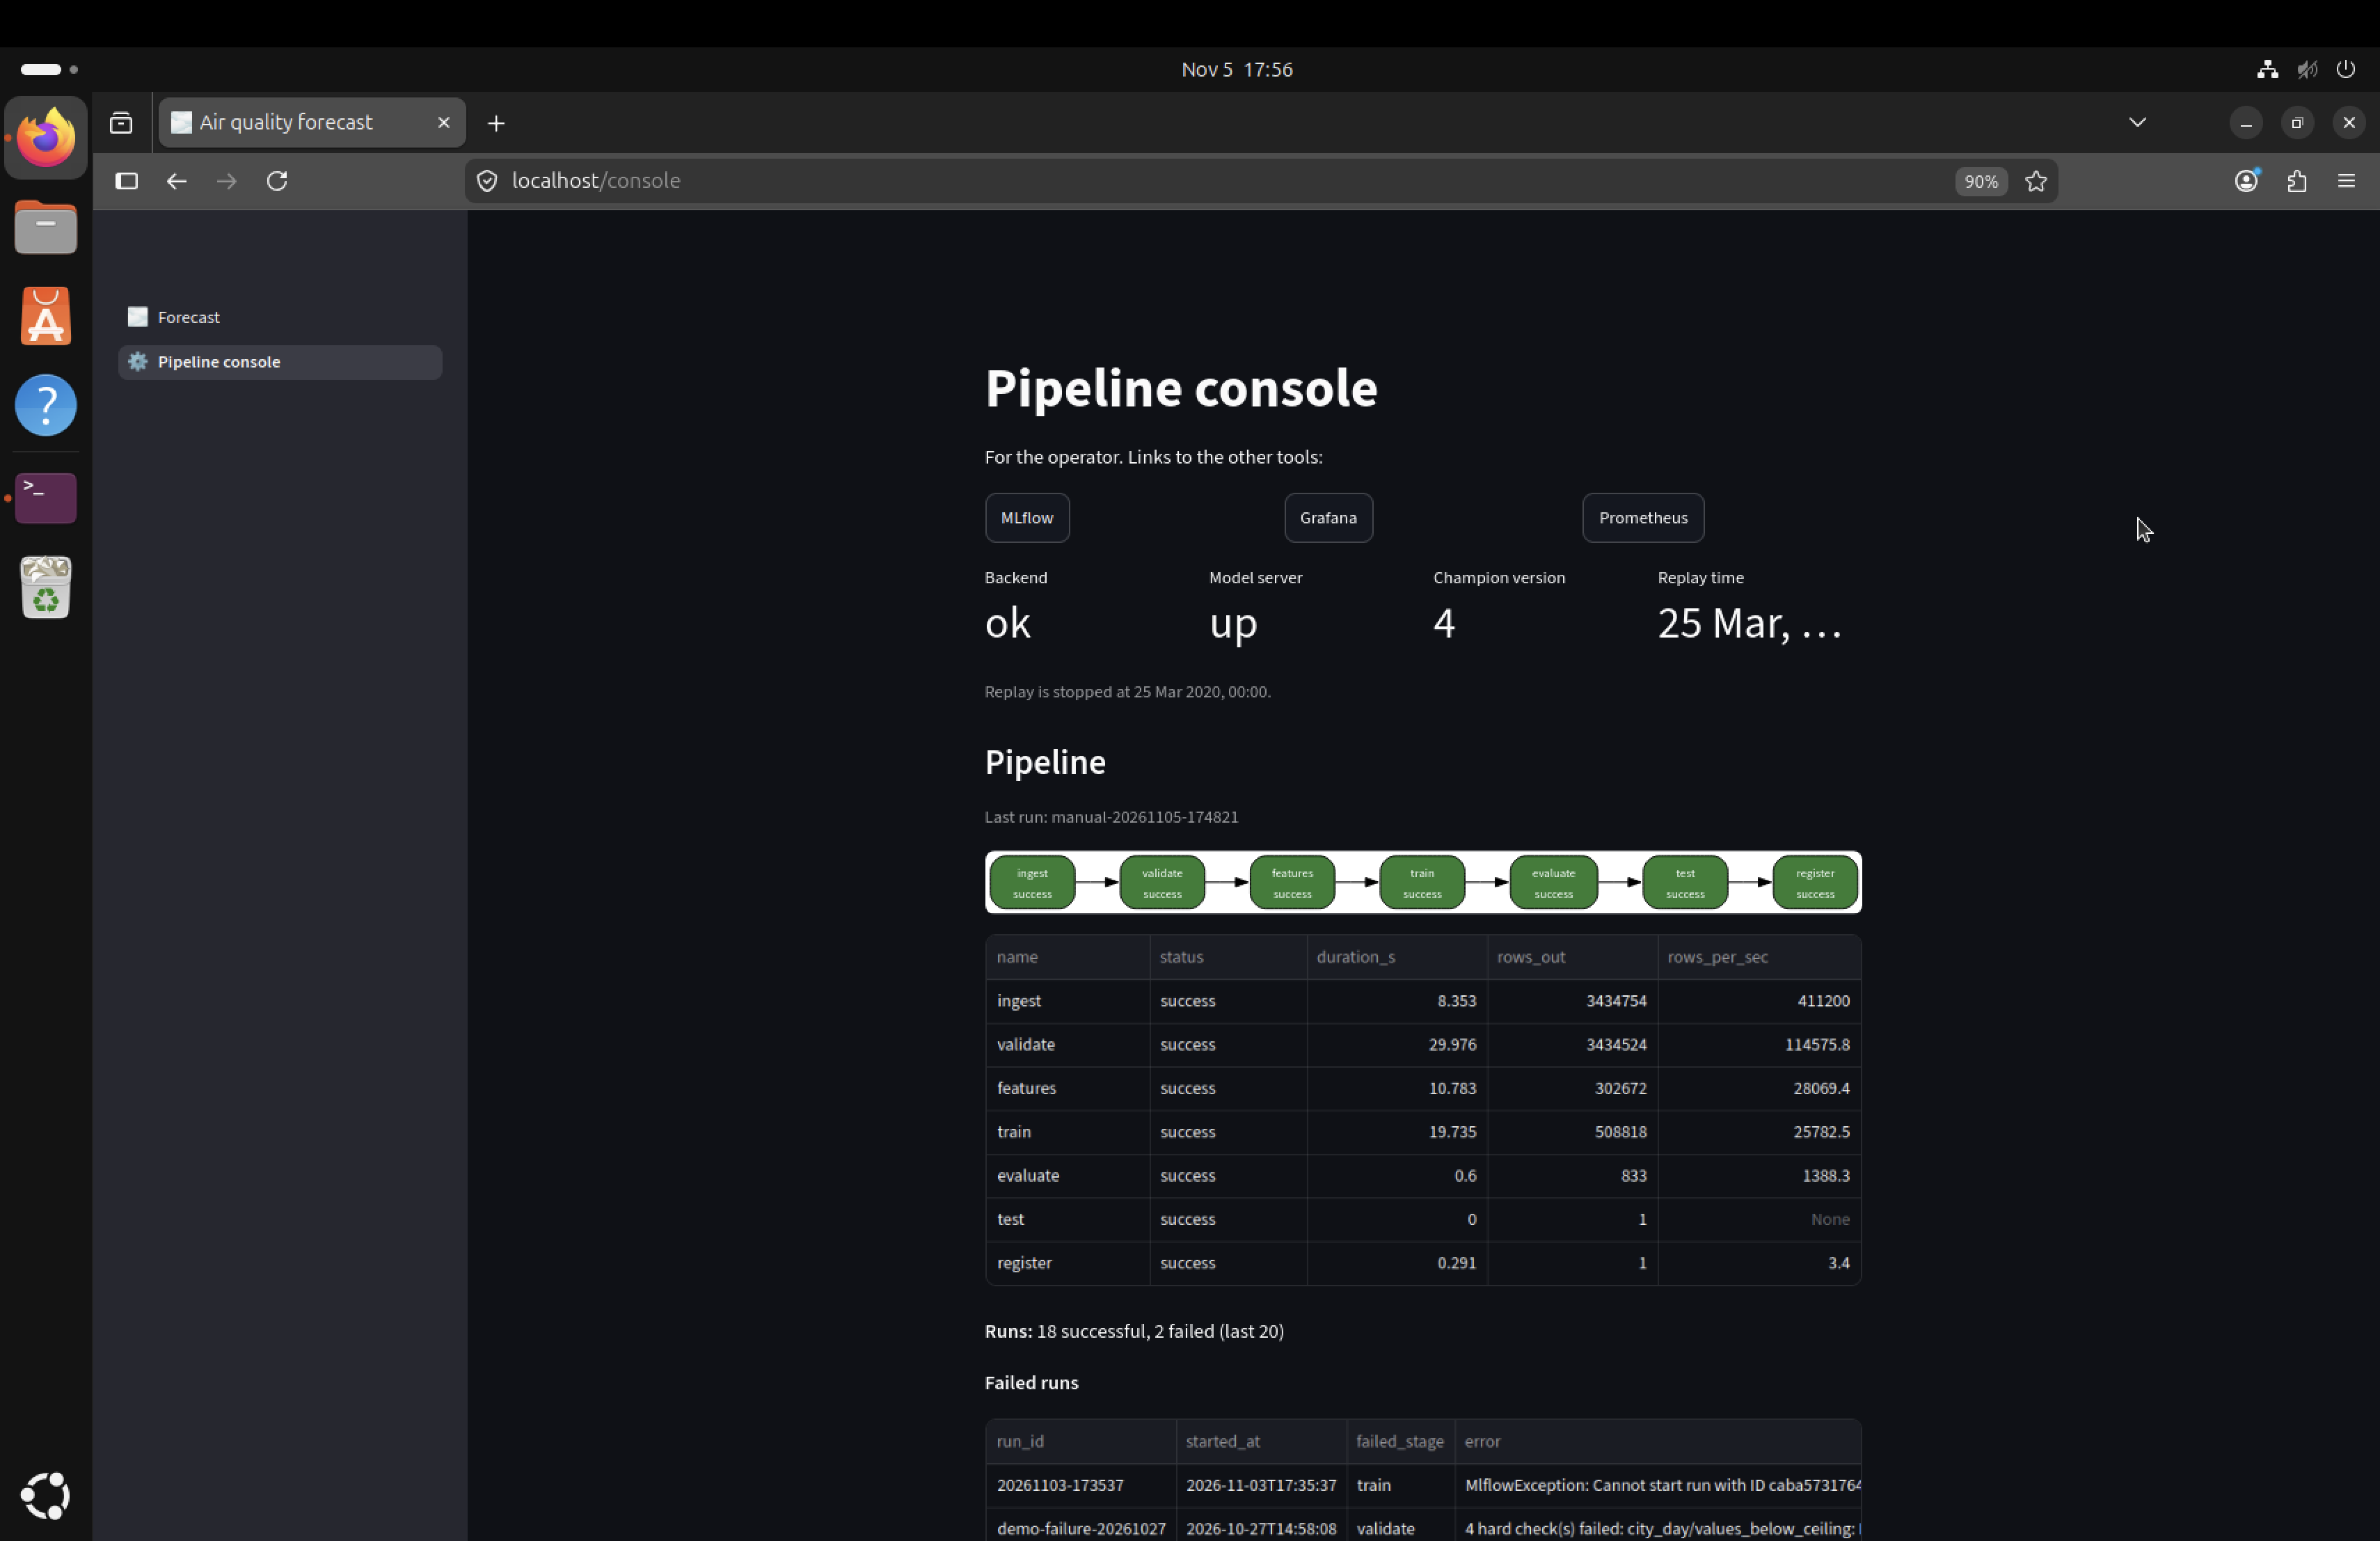 Nov 5 17:56
Air quality forecast
localhost/console
90%
Forecast
Pipeline console
Pipeline console
For the operator. Links to the other tools:
MLflow Grafana Prometheus
Backend Model server Champion version Replay time
ok up 4 25 Mar, …
Replay is stopped at 25 Mar 2020, 00:00.
Pipeline
Last run: manual-20261105-174821
ingest validate features train evaluate test register
success success success success success success success
name status duration_s rows_out rows_per_sec
ingest success 8.353 3434754 411200
validate success 29.976 3434524 114575.8
features success 10.783 302672 28069.4
train success 19.735 508818 25782.5
evaluate success 0.6 833 1388.3
test success 0 1 None
register success 0.291 1 3.4
Runs: 18 successful, 2 failed (last 20)
Failed runs
run_id started_at failed_stage error
20261103-173537 2026-11-03T17:35:37 train MlflowException: Cannot start run with ID caba5731764
demo-failure-20261027 2026-10-27T14:58:08 validate 4 hard check(s) failed: city_day/values_below_ceiling: